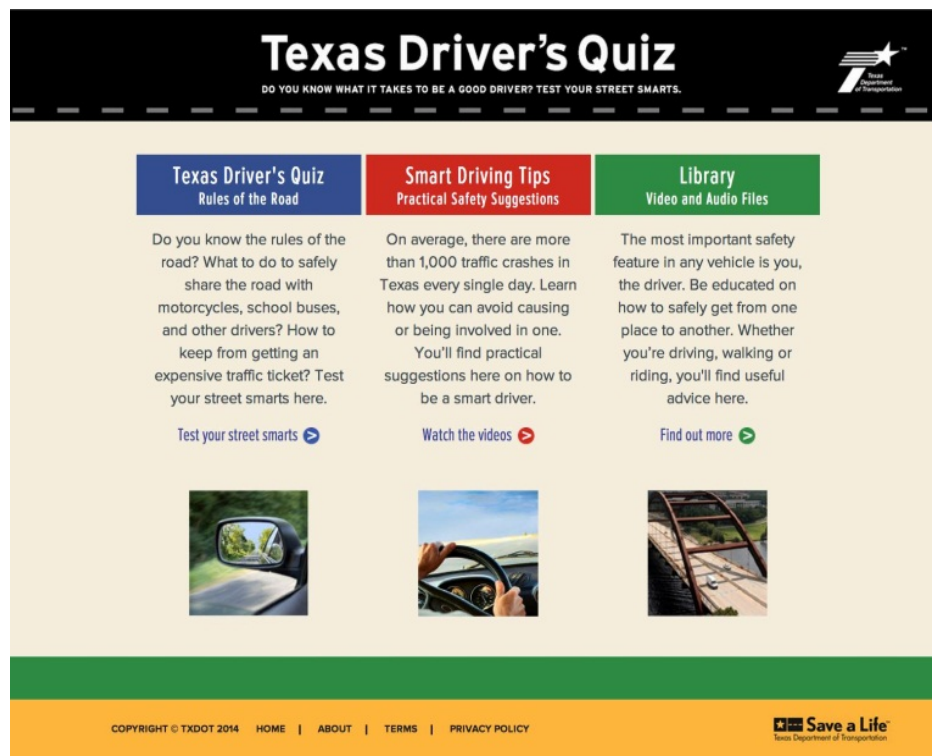 Texas Driver's Quiz
DO YOU KNOW WHAT IT TAKES TO BE A GOOD DRIVER? TEST YOUR STREET SMARTS.
Texas
Department
of Transportation
™
Texas Driver's Quiz
Rules of the Road
Do you know the rules of the
road? What to do to safely
share the road with
motorcycles, school buses,
and other drivers? How to
keep from getting an
expensive traffic ticket? Test
your street smarts here.
Test your street smarts >
Smart Driving Tips
Practical Safety Suggestions
On average, there are more
than 1,000 traffic crashes in
Texas every single day. Learn
how you can avoid causing
or being involved in one.
You'll find practical
suggestions here on how to
be a smart driver.
Watch the videos >
Library
Video and Audio Files
The most important safety
feature in any vehicle is you,
the driver. Be educated on
how to safely get from one
place to another. Whether
you're driving, walking or
riding, you'll find useful
advice here.
Find out more >
COPYRIGHT © TXDOT 2014 HOME | ABOUT | TERMS | PRIVACY POLICY
Save a Life
Texas Department of Transportation